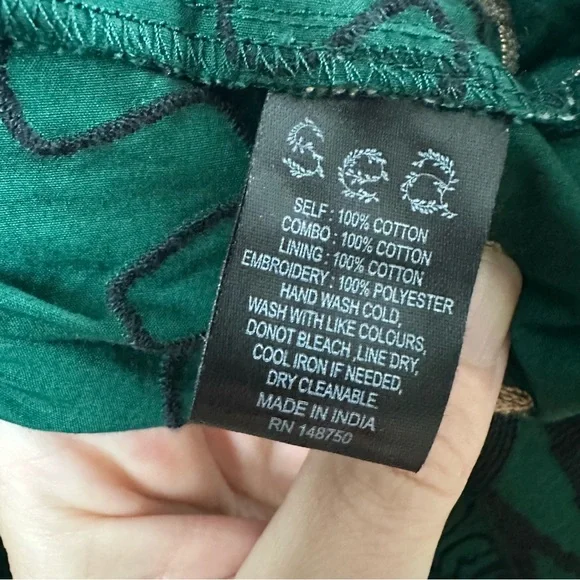 SELF : 100% COTTON
COMBO : 100% COTTON
LINING : 100% COTTON
EMBROIDERY : 100% POLYESTER
HAND WASH COLD,
WASH WITH LIKE COLOURS,
DONOT BLEACH ,LINE DRY,
COOL IRON IF NEEDED,
DRY CLEANABLE.
MADE IN INDIA
RN 148750